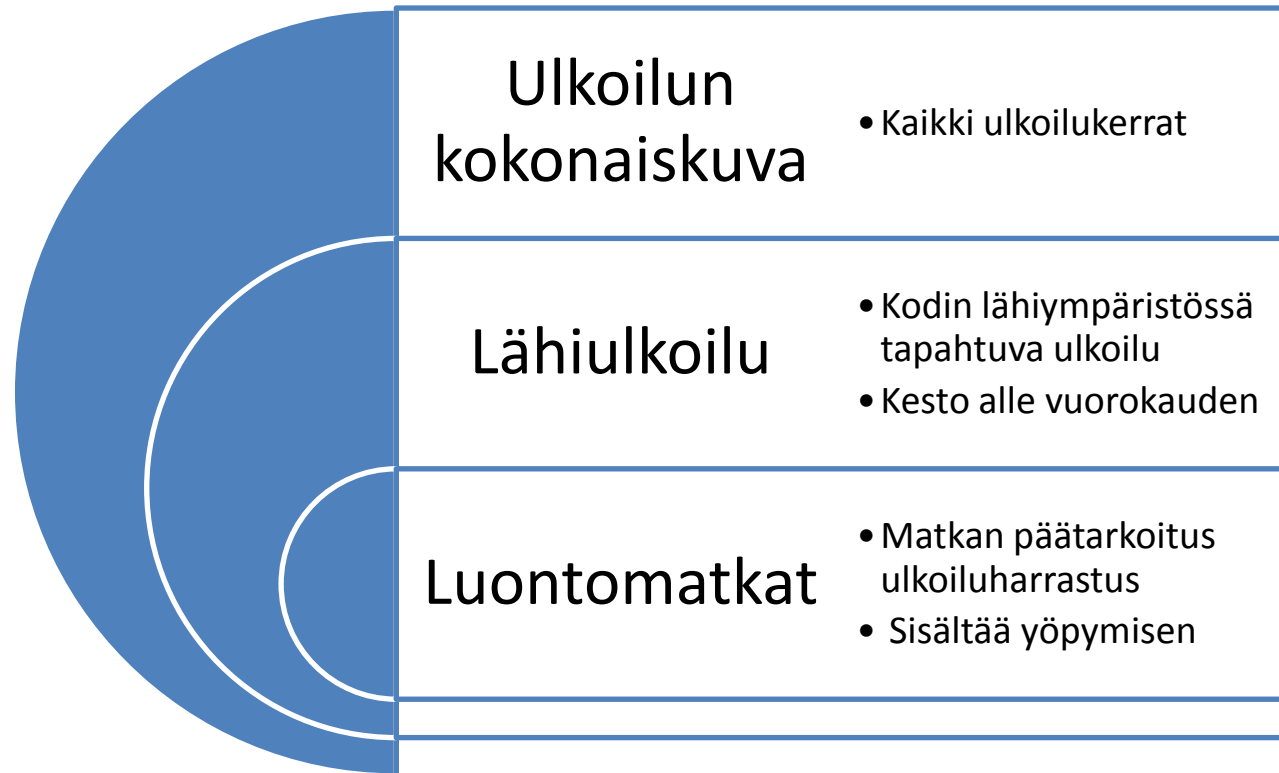 Ulkoilun
kokonaiskuva
• Kaikki ulkoilukerrat
Lähiulkoilu
• Kodin lähiympäristössä
tapahtuva ulkoilu
• Kesto alle vuorokauden
Luontomatkat
• Matkan päätarkoitus
ulkoiluharrastus
• Sisältää yöpymisen